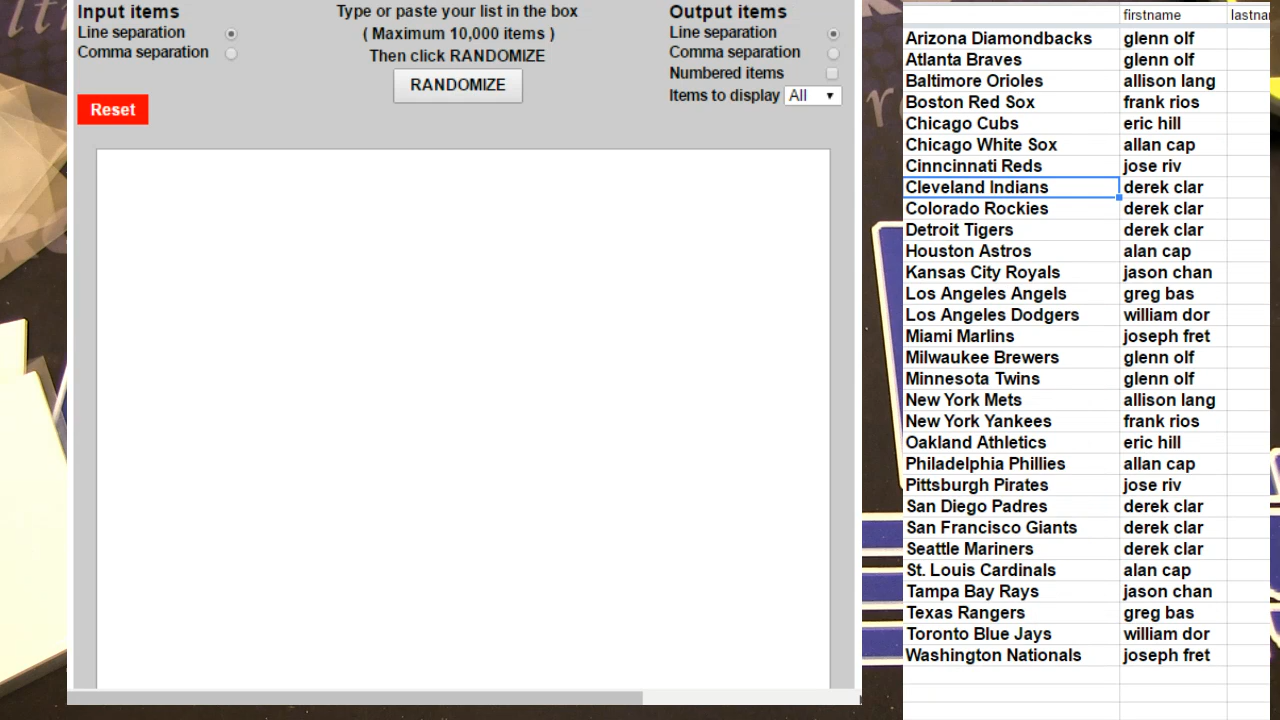 Input items
Line separation
Comma separation
Reset
Type or paste your list in the box
( Maximum 10,000 items )
Then click RANDOMIZE
RANDOMIZE
Output items
Line separation
Comma separation
Numbered items
Items to display All
firstname lastna
Arizona Diamondbacks glenn olf
Atlanta Braves glenn olf
Baltimore Orioles allison lang
Boston Red Sox frank rios
Chicago Cubs eric hill
Chicago White Sox allan cap
Cinncinnati Reds jose riv
Cleveland Indians derek clar
Colorado Rockies derek clar
Detroit Tigers derek clar
Houston Astros alan cap
Kansas City Royals jason chan
Los Angeles Angels greg bas
Los Angeles Dodgers william dor
Miami Marlins joseph fret
Milwaukee Brewers glenn olf
Minnesota Twins glenn olf
New York Mets allison lang
New York Yankees frank rios
Oakland Athletics eric hill
Philadelphia Phillies allan cap
Pittsburgh Pirates jose riv
San Diego Padres derek clar
San Francisco Giants derek clar
Seattle Mariners derek clar
St. Louis Cardinals alan cap
Tampa Bay Rays jason chan
Texas Rangers greg bas
Toronto Blue Jays william dor
Washington Nationals joseph fret